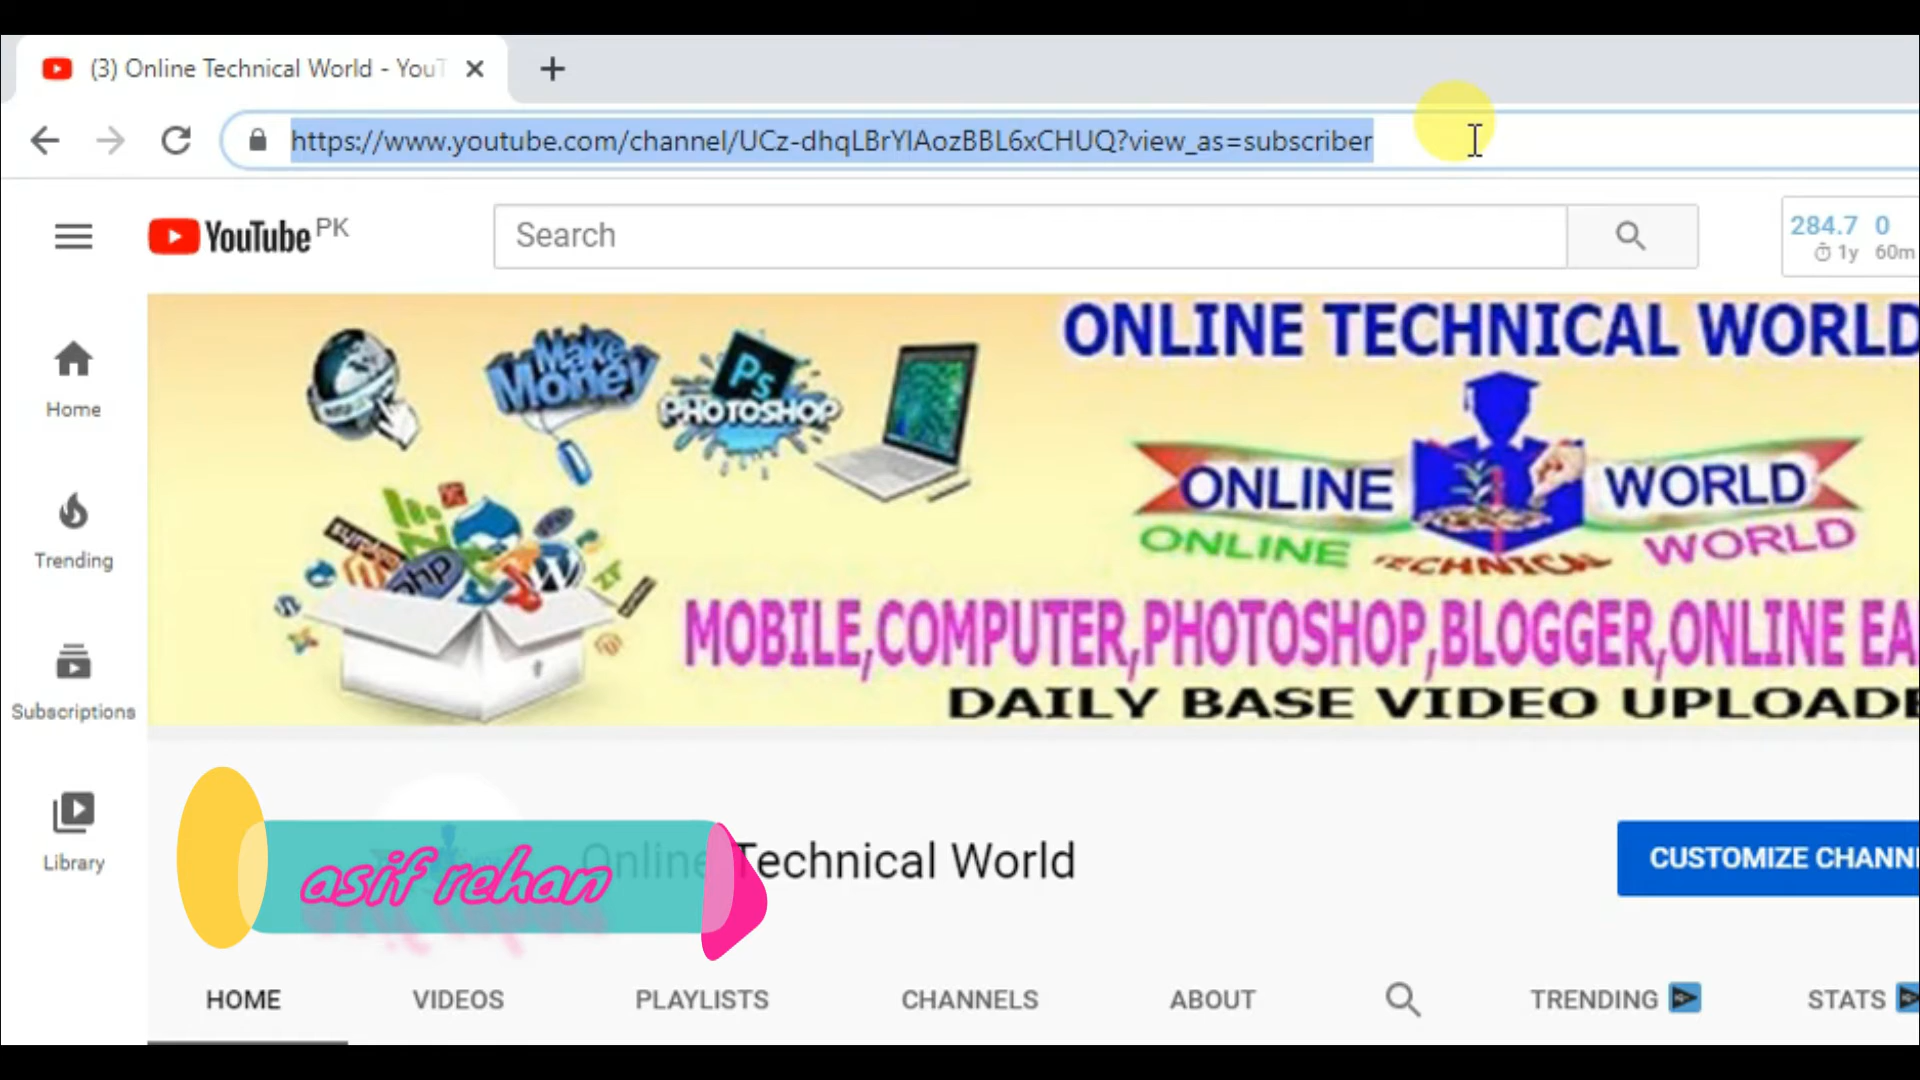 (3) Online Technical World - YouT
https://www.youtube.com/channel/UCz-dhqLBrYlAozBBL6xCHUQ?view_as=subscriber
YouTube PK
Search
284.7 0
1y 60m
Home
Trending
Subscriptions
Library
Make Money
Ps
PHOTOSHOP
php
ONLINE TECHNICAL WORLD
ONLINE WORLD
ONLINE TECHNICAL WORLD
MOBILE,COMPUTER,PHOTOSHOP,BLOGGER,ONLINE EA
DAILY BASE VIDEO UPLOADE
asif rehan
Online Technical World
CUSTOMIZE CHANN
HOME VIDEOS PLAYLISTS CHANNELS ABOUT TRENDING STATS